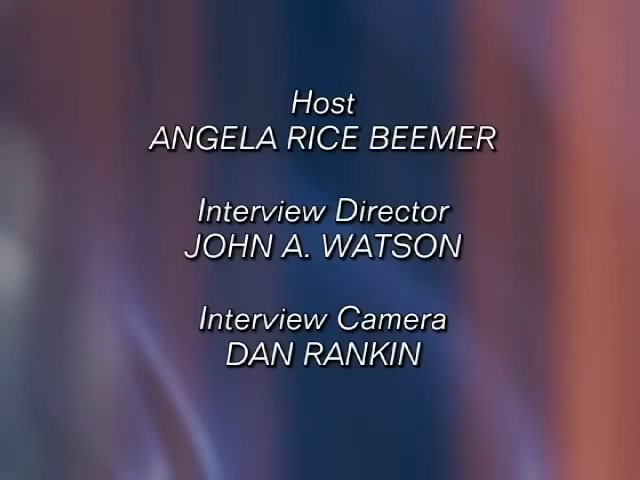 Host
ANGELA RICE BEEMER
Interview Director
JOHN A. WATSON
Interview Camera
DAN RANKIN